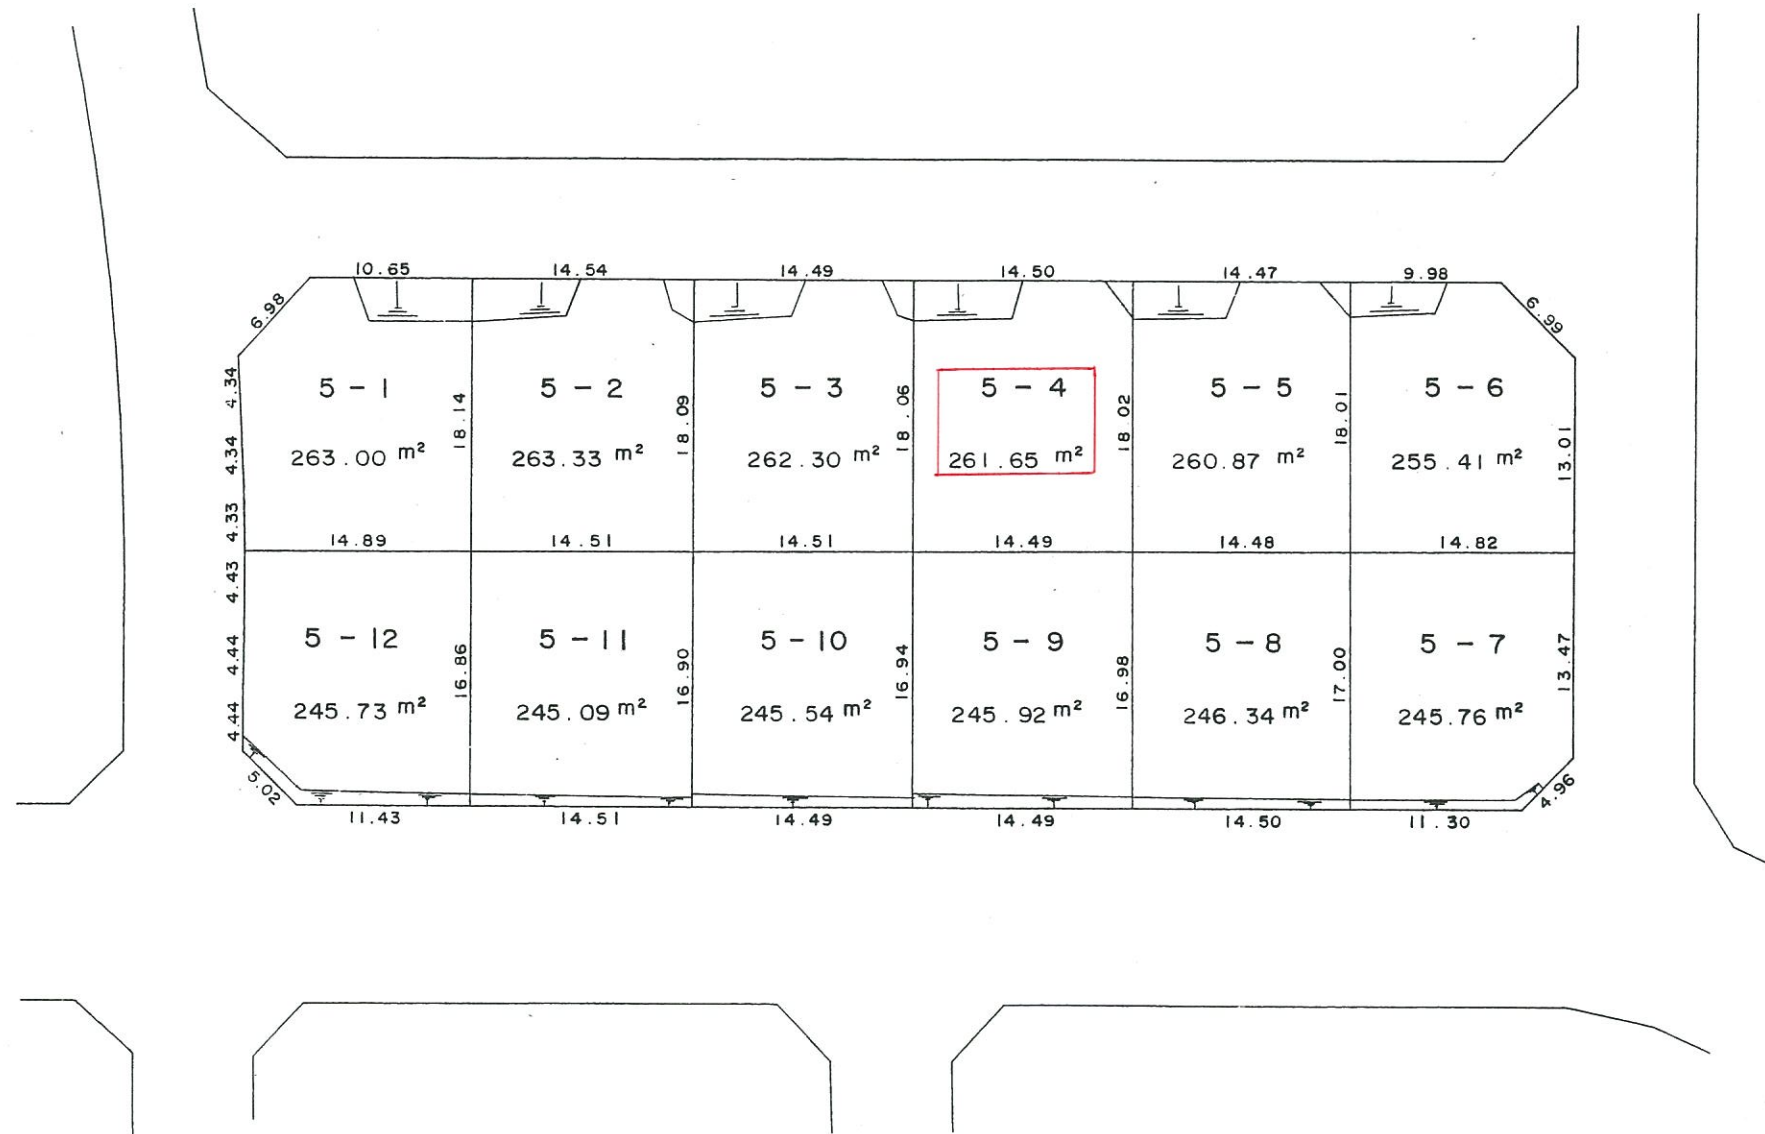 10.65 14.54 14.49 14.50 14.47 9.98
6.98 6.99
5-1 5-2 5-3 5-4 5-5 5-6
4.34 18.14 18.09 18.06 18.02 18.01 13.01
263.00 m² 263.33 m² 262.30 m² 261.65 m² 260.87 m² 255.41 m²
4.34
4.33
14.89 14.51 14.51 14.49 14.48 14.82
4.43
5-12 5-11 5-10 5-9 5-8 5-7
4.44 16.86 16.90 16.94 16.98 17.00 13.47
245.73 m² 245.09 m² 245.54 m² 245.92 m² 246.34 m² 245.76 m²
4.44
5.02 4.96
11.43 14.51 14.49 14.49 14.50 11.30